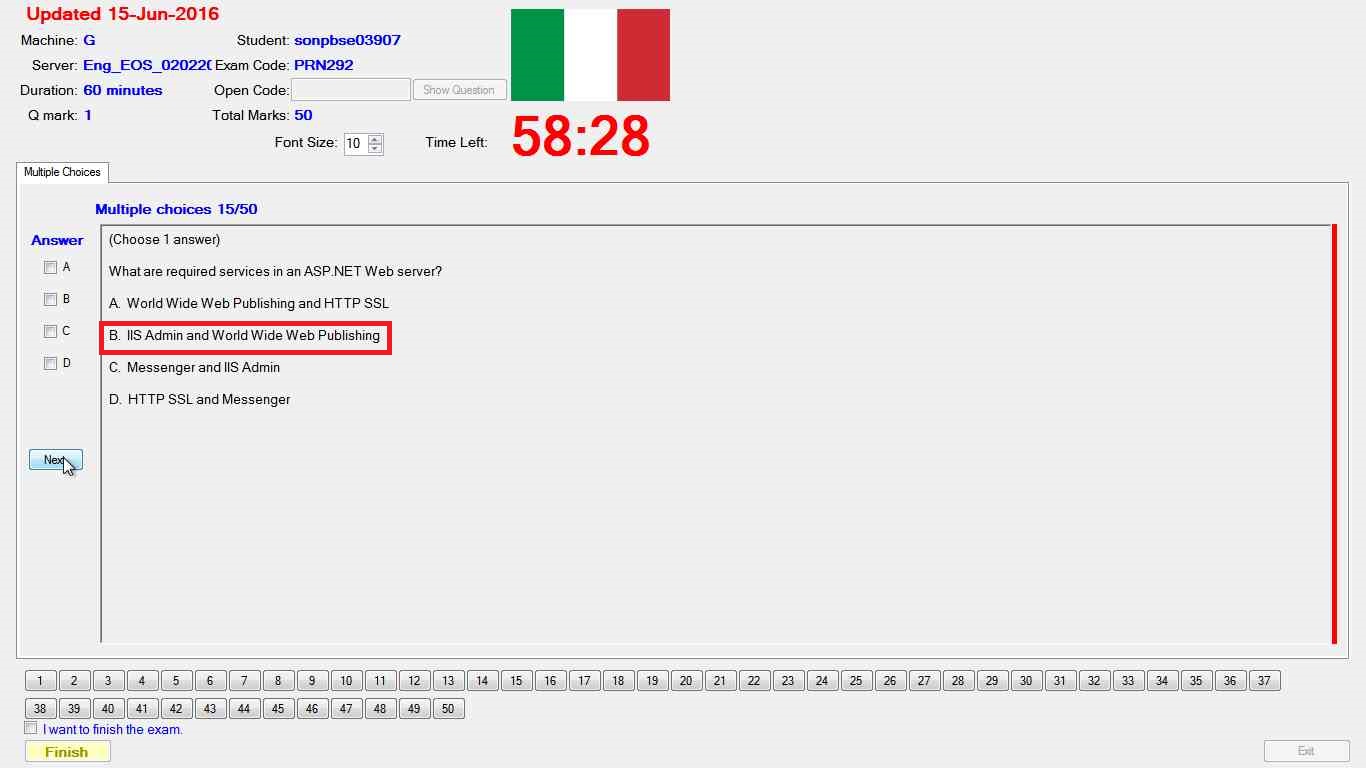 Updated 15-Jun-2016
Machine: G Student: sonpbse03907
Server: Eng_EOS_02022 Exam Code: PRN292
Duration: 60 minutes Open Code: Show Question
Q mark: 1 Total Marks: 50
Font Size: 10 Time Left: 58:28
Multiple Choices
Multiple choices 15/50
Answer
(Choose 1 answer)
A
What are required services in an ASP.NET Web server?
B
A. World Wide Web Publishing and HTTP SSL
C
B. IIS Admin and World Wide Web Publishing
D
C. Messenger and IIS Admin
D. HTTP SSL and Messenger
Nex
1 2 3 4 5 6 7 8 9 10 11 12 13 14 15 16 17 18 19 20 21 22 23 24 25 26 27 28 29 30 31 32 33 34 35 36 37
38 39 40 41 42 43 44 45 46 47 48 49 50
I want to finish the exam.
Finish Exit